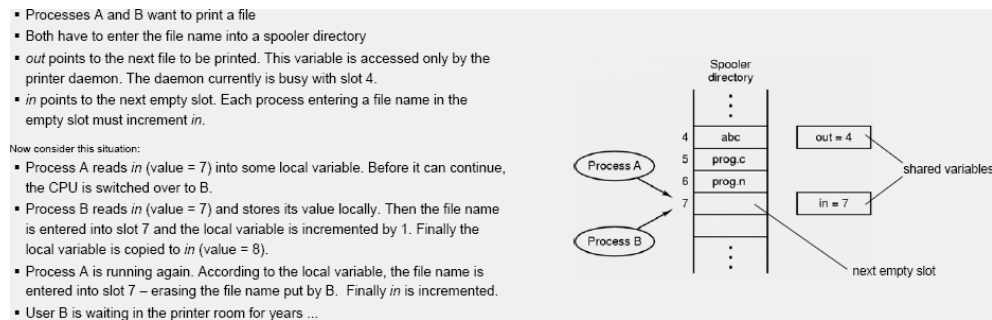 ▪ Processes A and B want to print a file
▪ Both have to enter the file name into a spooler directory
▪ out points to the next file to be printed. This variable is accessed only by the
printer daemon. The daemon currently is busy with slot 4.
▪ in points to the next empty slot. Each process entering a file name in the
empty slot must increment in.
Now consider this situation:
▪ Process A reads in (value = 7) into some local variable. Before it can continue,
the CPU is switched over to B.
▪ Process B reads in (value = 7) and stores its value locally. Then the file name
is entered into slot 7 and the local variable is incremented by 1. Finally the
local variable is copied to in (value = 8).
▪ Process A is running again. According to the local variable, the file name is
entered into slot 7 – erasing the file name put by B. Finally in is incremented.
▪ User B is waiting in the printer room for years ...
Spooler
directory
4 abc
out = 4
5 prog.c
Process A
shared variables
6 prog.n
7
in = 7
Process B
next empty slot